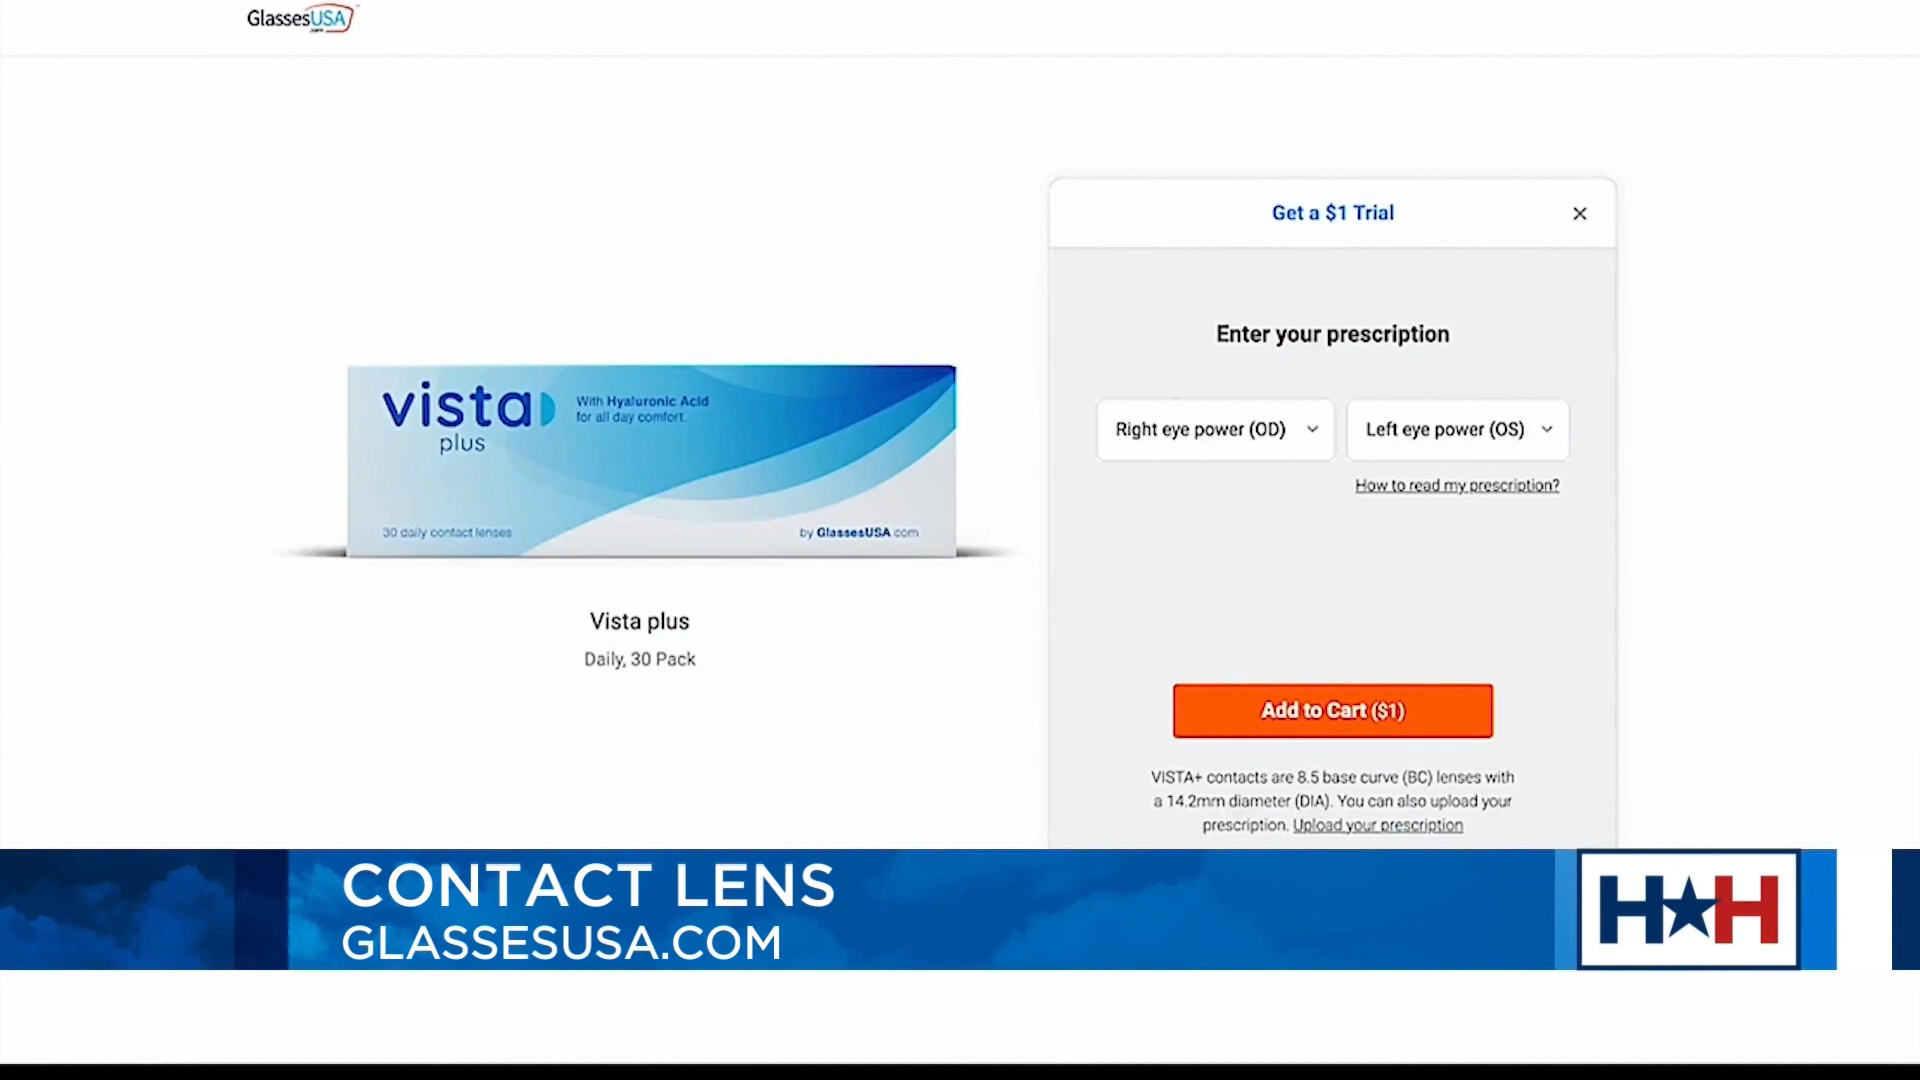 GlassesUSA
.com
Get a $1 Trial
Enter your prescription
vista
plus
With Hyaluronic Acid
for all day comfort.
Right eye power (OD)
Left eye power (OS)
How to read my prescription?
30 daily contact lenses
by GlassesUSA.com
Vista plus
Daily, 30 Pack
Add to Cart ($1)
VISTA+ contacts are 8.5 base curve (BC) lenses with
a 14.2mm diameter (DIA). You can also upload your
prescription. Upload your prescription
CONTACT LENS
GLASSESUSA.COM
H★H